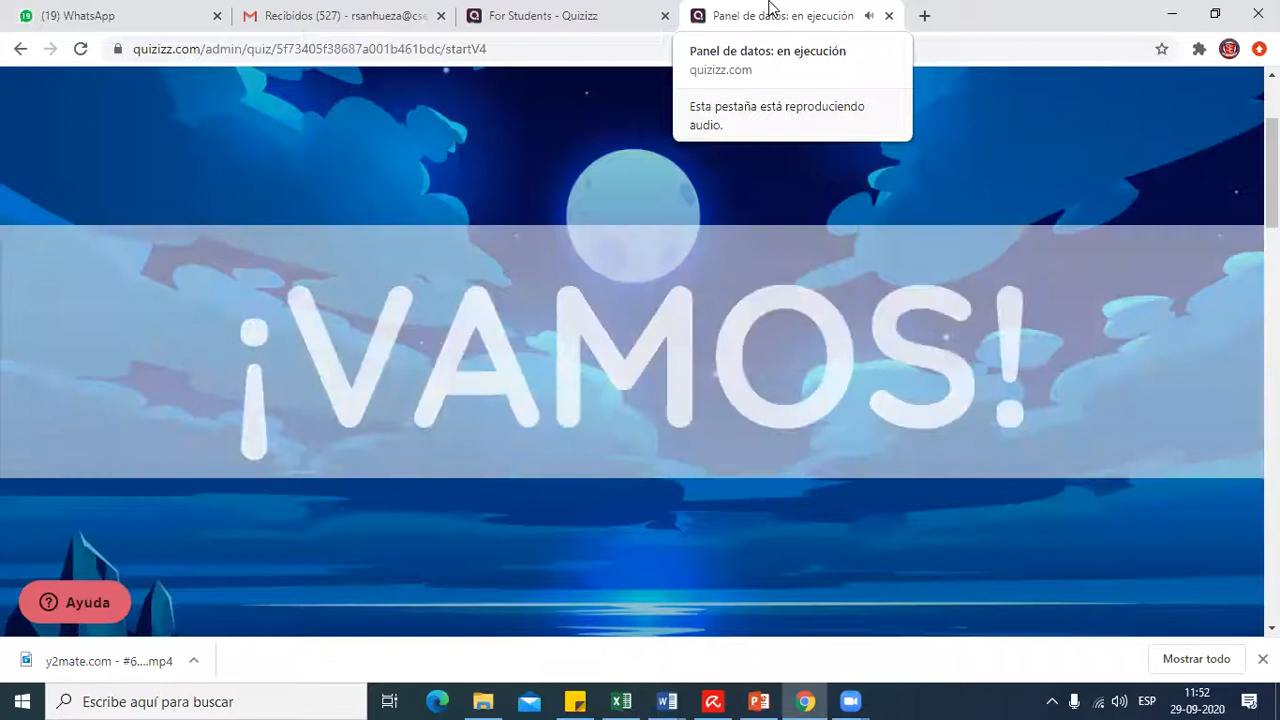 (19) WhatsApp
Recibidos (527) - rsanhueza@cs
For Students - Quizizz
Panel de datos: en ejecución
quizizz.com/admin/quiz/5f73405f38687a001b461bdc/startV4
Panel de datos: en ejecución
quizizz.com
Esta pestaña está reproduciendo
audio.
¡VAMOS!
Ayuda
y2mate.com - #6....mp4
Mostrar todo
Escribe aquí para buscar
ESP
11:52
29-09-2020